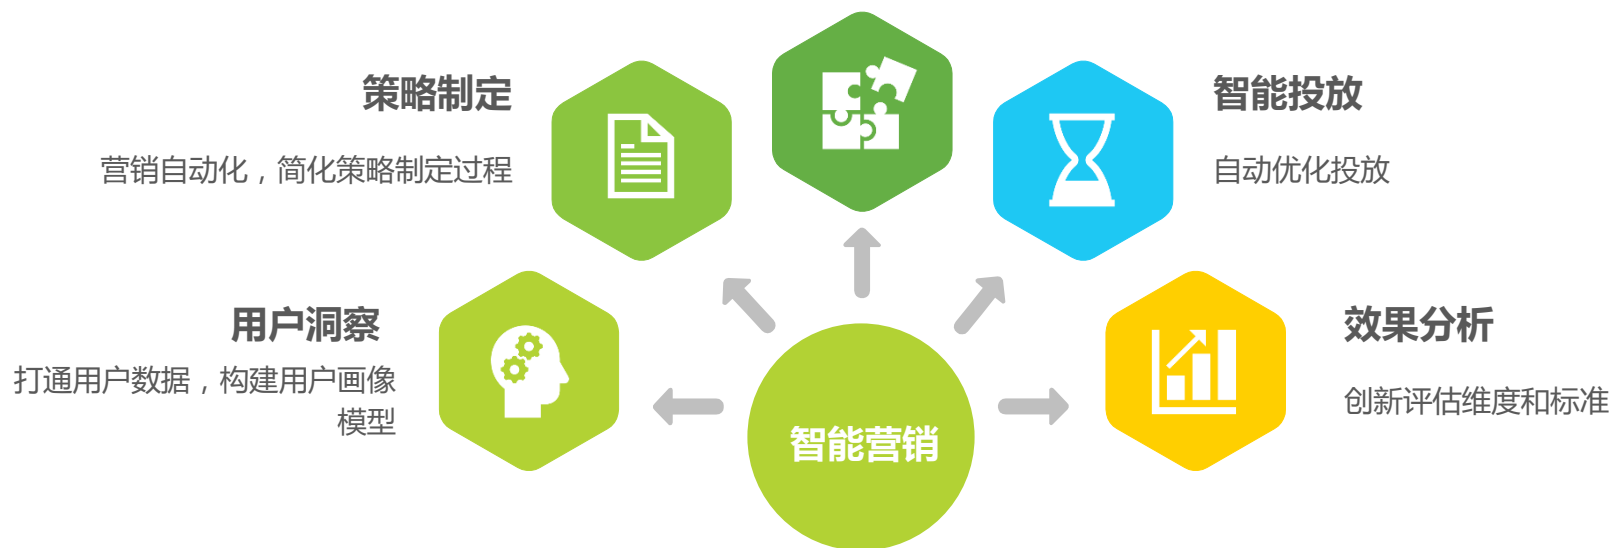 策略制定
营销自动化，简化策略制定过程
智能投放
自动优化投放
用户洞察
打通用户数据，构建用户画像
模型
效果分析
创新评估维度和标准
智能营销